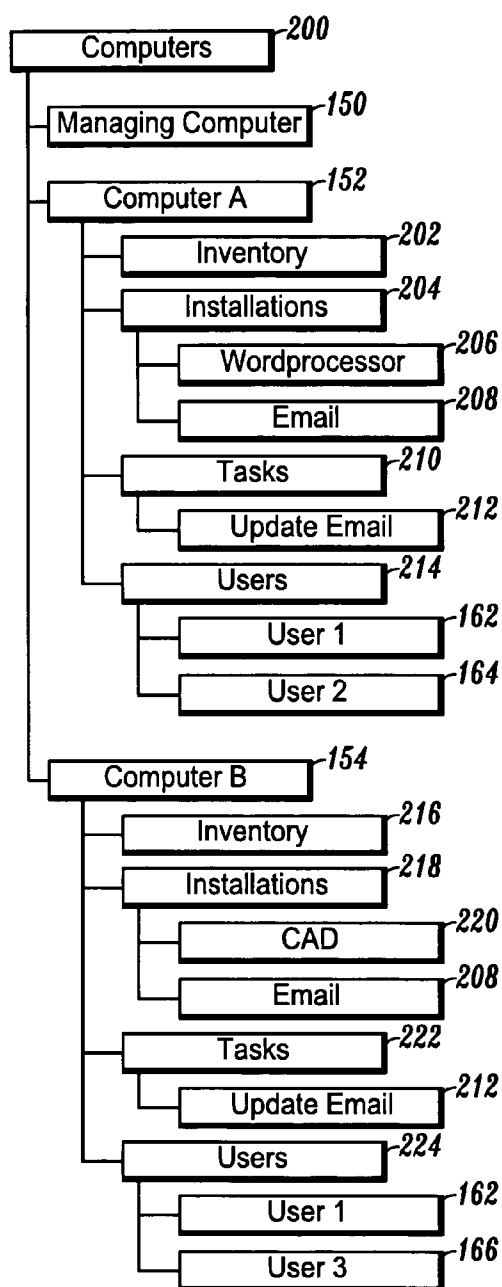 200
Computers
150
Managing Computer
152
Computer A
202
Inventory
204
Installations
206
Wordprocessor
208
Email
210
Tasks
212
Update Email
214
Users
162
User 1
164
User 2
154
Computer B
216
Inventory
218
Installations
220
CAD
208
Email
222
Tasks
212
Update Email
224
Users
162
User 1
166
User 3